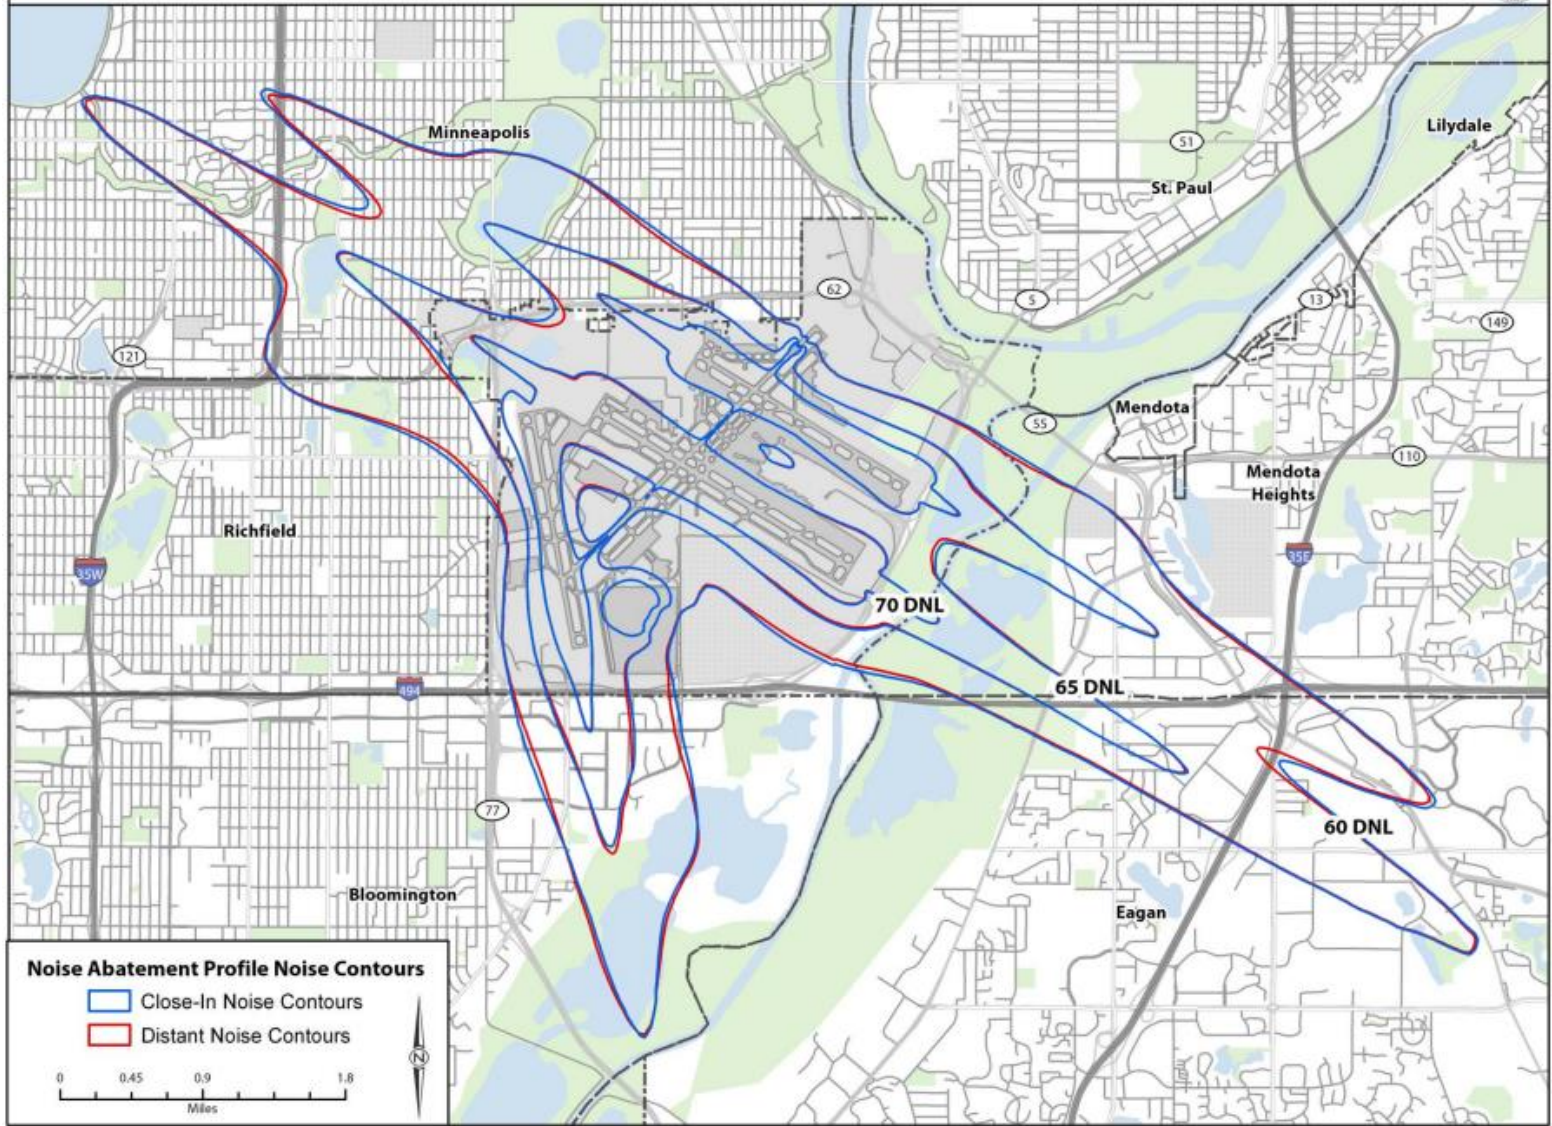 Minneapolis
Lilydale
51
St. Paul
62
5
13
149
121
Mendota
55
110
Mendota
Heights
Richfield
35W
35E
70 DNL
65 DNL
494
77
60 DNL
Bloomington
Eagan
Noise Abatement Profile Noise Contours
Close-In Noise Contours
Distant Noise Contours
0 0.45 0.9 1.8
Miles
N